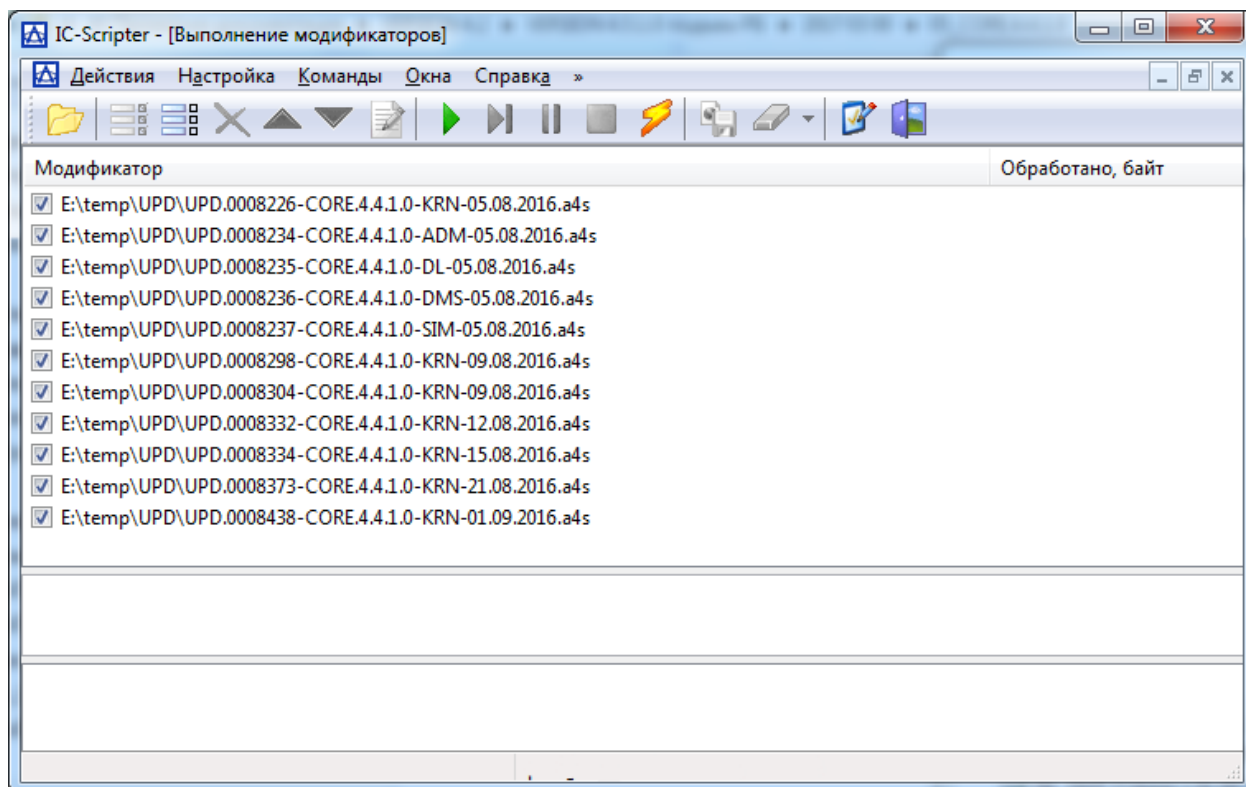 IC-Scripter - [Выполнение модификаторов]
Действия Настройка Команды Окна Справка »
Модификатор Обработано, байт
E:\temp\UPD\UPD.0008226-CORE.4.4.1.0-KRN-05.08.2016.a4s
E:\temp\UPD\UPD.0008234-CORE.4.4.1.0-ADM-05.08.2016.a4s
E:\temp\UPD\UPD.0008235-CORE.4.4.1.0-DL-05.08.2016.a4s
E:\temp\UPD\UPD.0008236-CORE.4.4.1.0-DMS-05.08.2016.a4s
E:\temp\UPD\UPD.0008237-CORE.4.4.1.0-SIM-05.08.2016.a4s
E:\temp\UPD\UPD.0008298-CORE.4.4.1.0-KRN-09.08.2016.a4s
E:\temp\UPD\UPD.0008304-CORE.4.4.1.0-KRN-09.08.2016.a4s
E:\temp\UPD\UPD.0008332-CORE.4.4.1.0-KRN-12.08.2016.a4s
E:\temp\UPD\UPD.0008334-CORE.4.4.1.0-KRN-15.08.2016.a4s
E:\temp\UPD\UPD.0008373-CORE.4.4.1.0-KRN-21.08.2016.a4s
E:\temp\UPD\UPD.0008438-CORE.4.4.1.0-KRN-01.09.2016.a4s